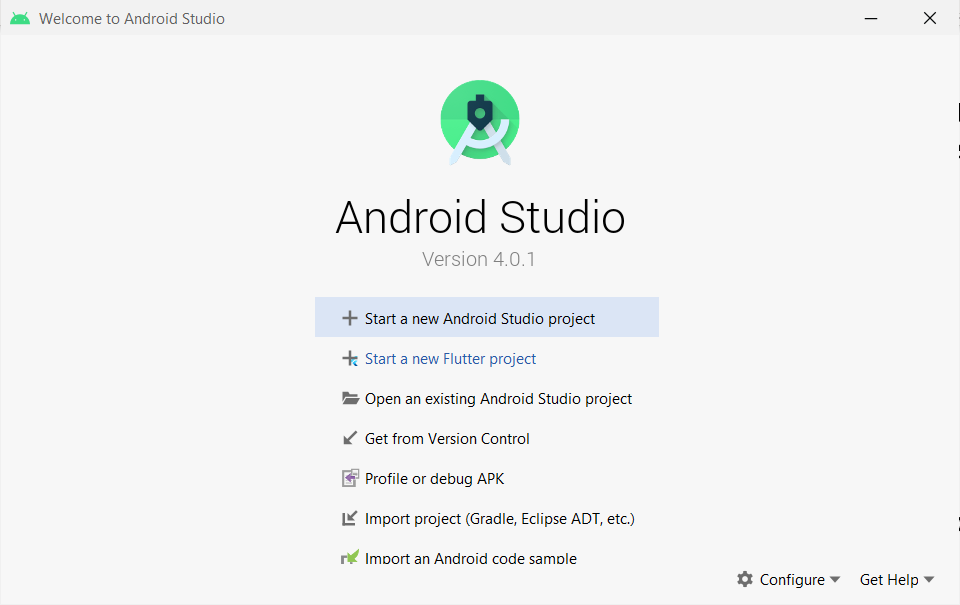 Welcome to Android Studio
Android Studio
Version 4.0.1
Start a new Android Studio project
Start a new Flutter project
Open an existing Android Studio project
Get from Version Control
Profile or debug APK
Import project (Gradle, Eclipse ADT, etc.)
Import an Android code sample
Configure
Get Help